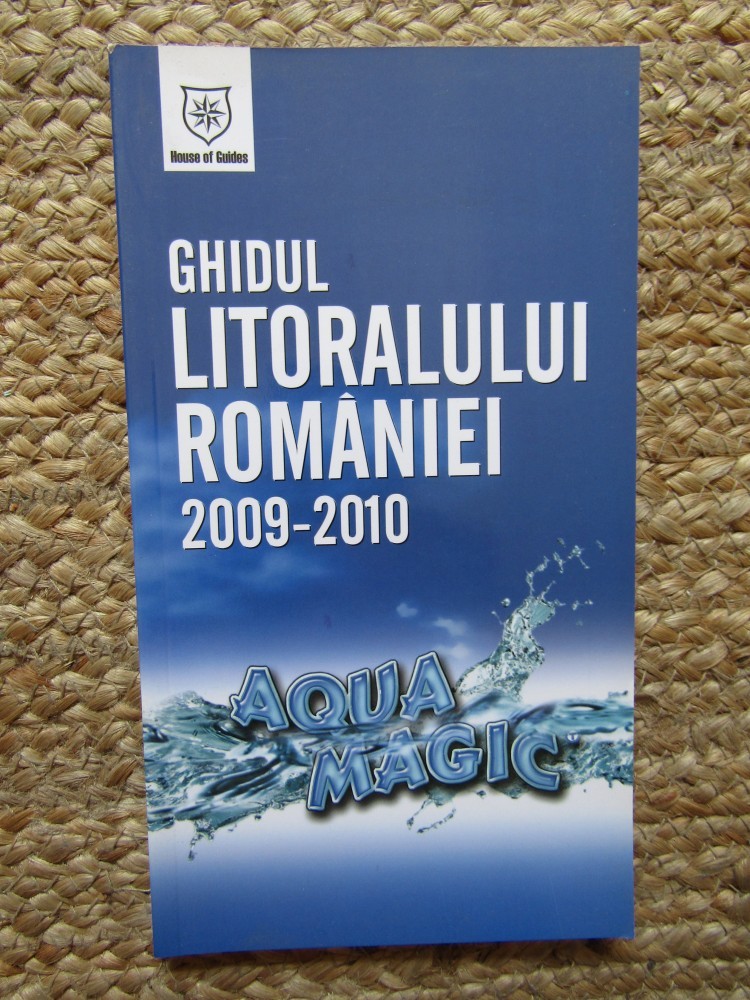 House of Guides
GHIDUL
LITORALULUI
ROMÂNIEI
2009-2010
AQUA
MAGIC